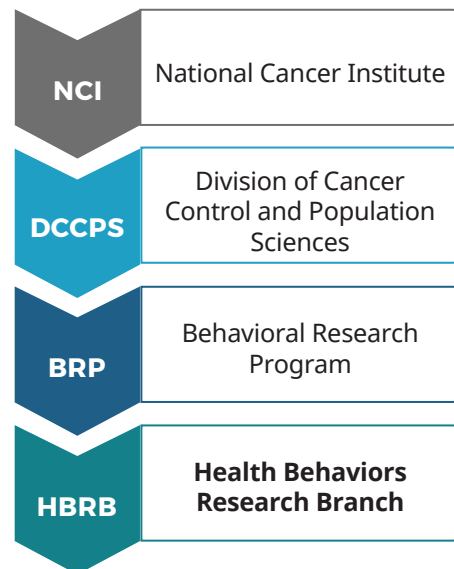 NCI
National Cancer Institute
DCCPS
Division of Cancer
Control and Population
Sciences
BRP
Behavioral Research
Program
HBRB
Health Behaviors
Research Branch